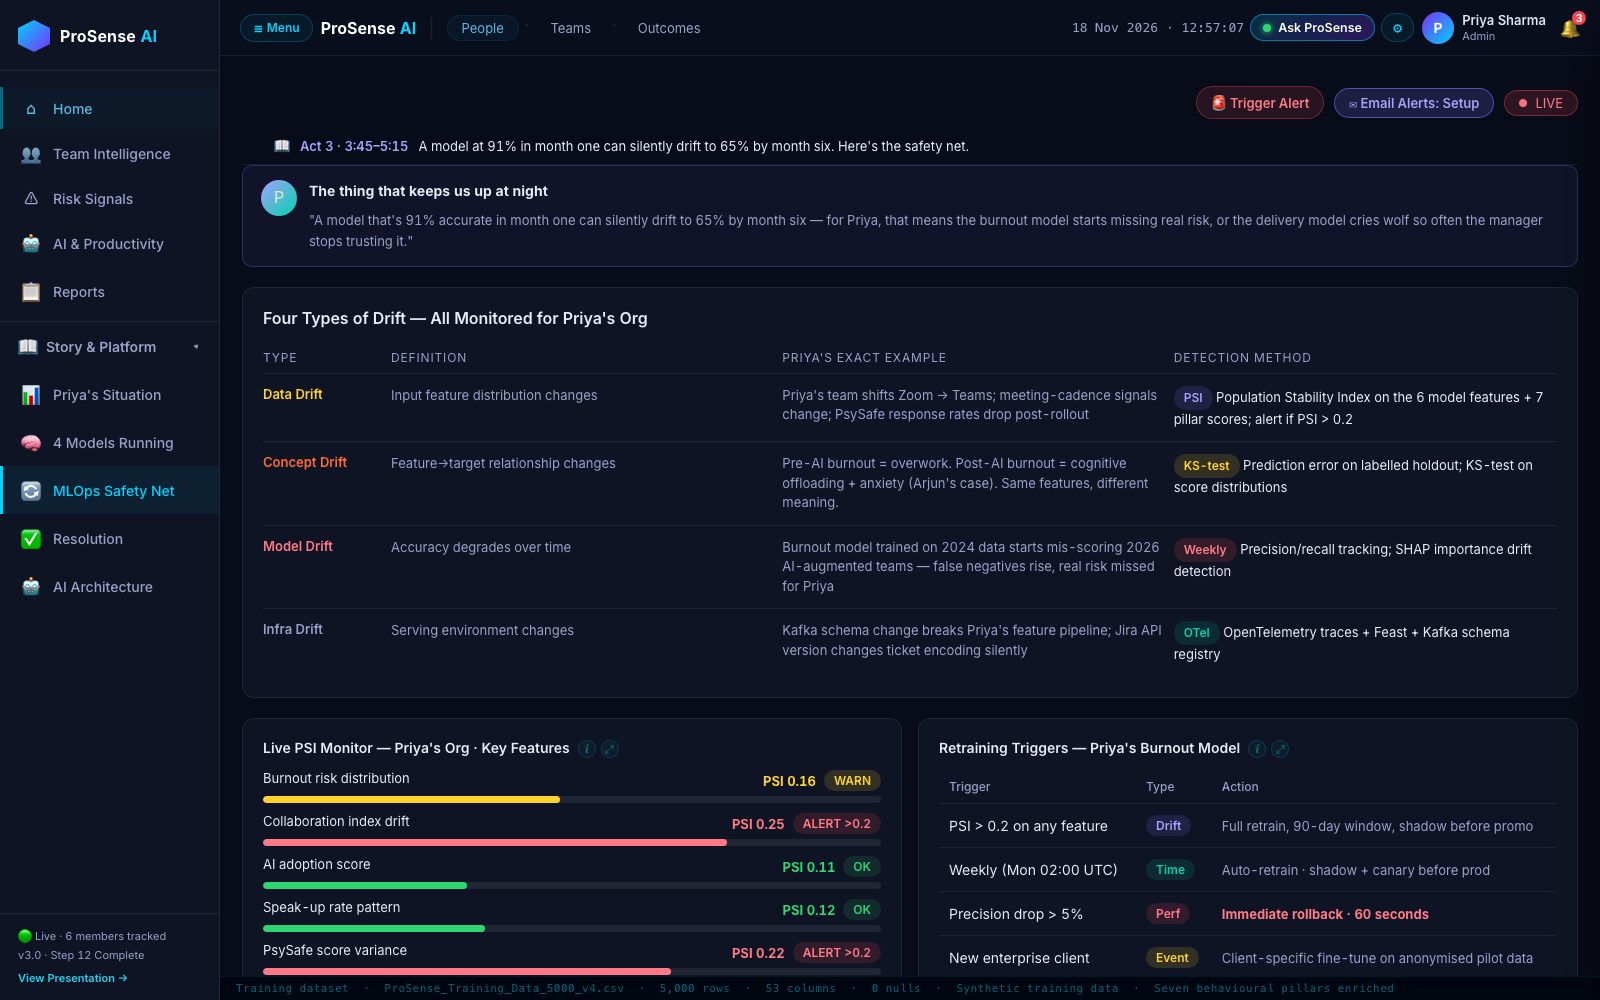 ProSense AI
≡ Menu
ProSense AI
People · Teams · Outcomes
18 Nov 2026 · 12:57:07
Ask ProSense
P
Priya Sharma
Admin
3
Home
Team Intelligence
Risk Signals
AI & Productivity
Reports
Story & Platform
Priya's Situation
4 Models Running
MLOps Safety Net
Resolution
AI Architecture
Live · 6 members tracked
v3.0 · Step 12 Complete
View Presentation →
Trigger Alert
Email Alerts: Setup
LIVE
Act 3 · 3:45–5:15 A model at 91% in month one can silently drift to 65% by month six. Here's the safety net.
P
The thing that keeps us up at night
"A model that's 91% accurate in month one can silently drift to 65% by month six — for Priya, that means the burnout model starts missing real risk, or the delivery model cries wolf so often the manager
stops trusting it."
Four Types of Drift — All Monitored for Priya's Org
TYPE DEFINITION PRIYA'S EXACT EXAMPLE DETECTION METHOD
Data Drift
Input feature distribution changes
Priya's team shifts Zoom → Teams; meeting-cadence signals
change; PsySafe response rates drop post-rollout
PSI Population Stability Index on the 6 model features + 7
pillar scores; alert if PSI > 0.2
Concept Drift
Feature→target relationship changes
Pre-AI burnout = overwork. Post-AI burnout = cognitive
offloading + anxiety (Arjun's case). Same features, different
meaning.
KS-test Prediction error on labelled holdout; KS-test on
score distributions
Model Drift
Accuracy degrades over time
Burnout model trained on 2024 data starts mis-scoring 2026
AI-augmented teams — false negatives rise, real risk missed
for Priya
Weekly Precision/recall tracking; SHAP importance drift
detection
Infra Drift
Serving environment changes
Kafka schema change breaks Priya's feature pipeline; Jira API
version changes ticket encoding silently
OTel OpenTelemetry traces + Feast + Kafka schema
registry
Live PSI Monitor — Priya's Org · Key Features i
Burnout risk distribution PSI 0.16 WARN
Collaboration index drift PSI 0.25 ALERT >0.2
AI adoption score PSI 0.11 OK
Speak-up rate pattern PSI 0.12 OK
PsySafe score variance PSI 0.22 ALERT >0.2
Retraining Triggers — Priya's Burnout Model i
Trigger Type Action
PSI > 0.2 on any feature Drift Full retrain, 90-day window, shadow before promo
Weekly (Mon 02:00 UTC) Time Auto-retrain · shadow + canary before prod
Precision drop > 5% Perf Immediate rollback · 60 seconds
New enterprise client Event Client-specific fine-tune on anonymised pilot data
Training dataset · ProSense_Training_Data_5000_v4.csv · 5,000 rows · 53 columns · 0 nulls · Synthetic training data · Seven behavioural pillars enriched